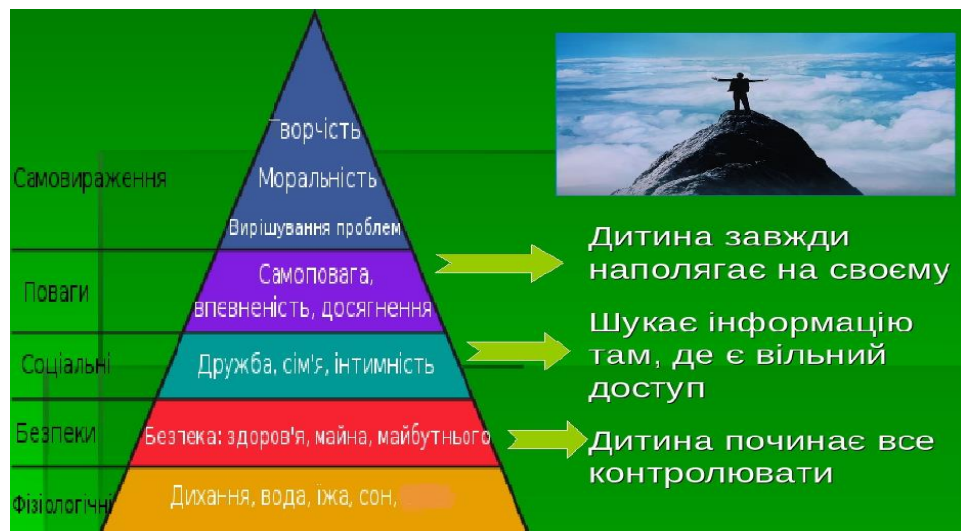 Творчість
Самовираження
Моральність
Вирішування проблем
Поваги
Самоповага,
впевненість, досягнення
Соціальні
Дружба, сім'я, інтимність
Безпеки
Безпека: здоров'я, майна, майбутнього
Фізіологічні
Дихання, вода, їжа, сон,
Дитина завжди
наполягає на своєму
Шукає інформацію
там, де є вільний
доступ
Дитина починає все
контролювати